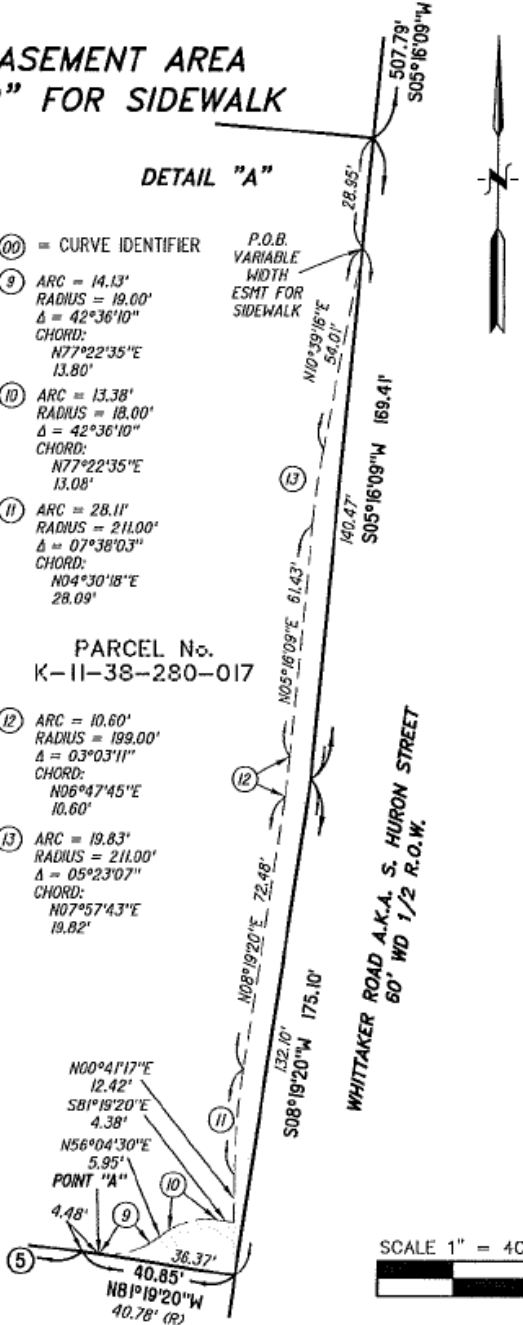 ASEMENT AREA
" FOR SIDEWALK
DETAIL "A"
507.79'
S05°16'09"W
28.95'
P.O.B.
VARIABLE
WIDTH
ESMT FOR
SIDEWALK
N
00 = CURVE IDENTIFIER
9 ARC = 14.13'
RADIUS = 19.00'
Δ = 42°36'10"
CHORD:
N77°22'35"E
13.80'
10 ARC = 13.38'
RADIUS = 18.00'
Δ = 42°36'10"
CHORD:
N77°22'35"E
13.08'
11 ARC = 28.11'
RADIUS = 211.00'
Δ = 07°38'03"
CHORD:
N04°30'18"E
28.09'
PARCEL No.
K-11-38-280-017
12 ARC = 10.60'
RADIUS = 199.00'
Δ = 03°03'11"
CHORD:
N06°47'45"E
10.60'
13 ARC = 19.83'
RADIUS = 211.00'
Δ = 05°23'07"
CHORD:
N07°57'43"E
19.82'
N10°39'16"E
54.01'
13
140.47'
S05°16'09"W 169.41'
N05°16'09"E 61.43'
12
N08°19'20"E 72.48'
132.10'
S08°19'20"W 175.10'
WHITTAKER ROAD A.K.A. S. HURON STREET
60' WD 1/2 R.O.W.
11
N00°41'17"E
12.42'
S81°19'20"E
4.38'
N56°04'30"E
5.95'
POINT "A"
10
9
4.48'
5
36.37'
40.85'
N81°19'20"W
40.78' (R)
SCALE 1" = 40